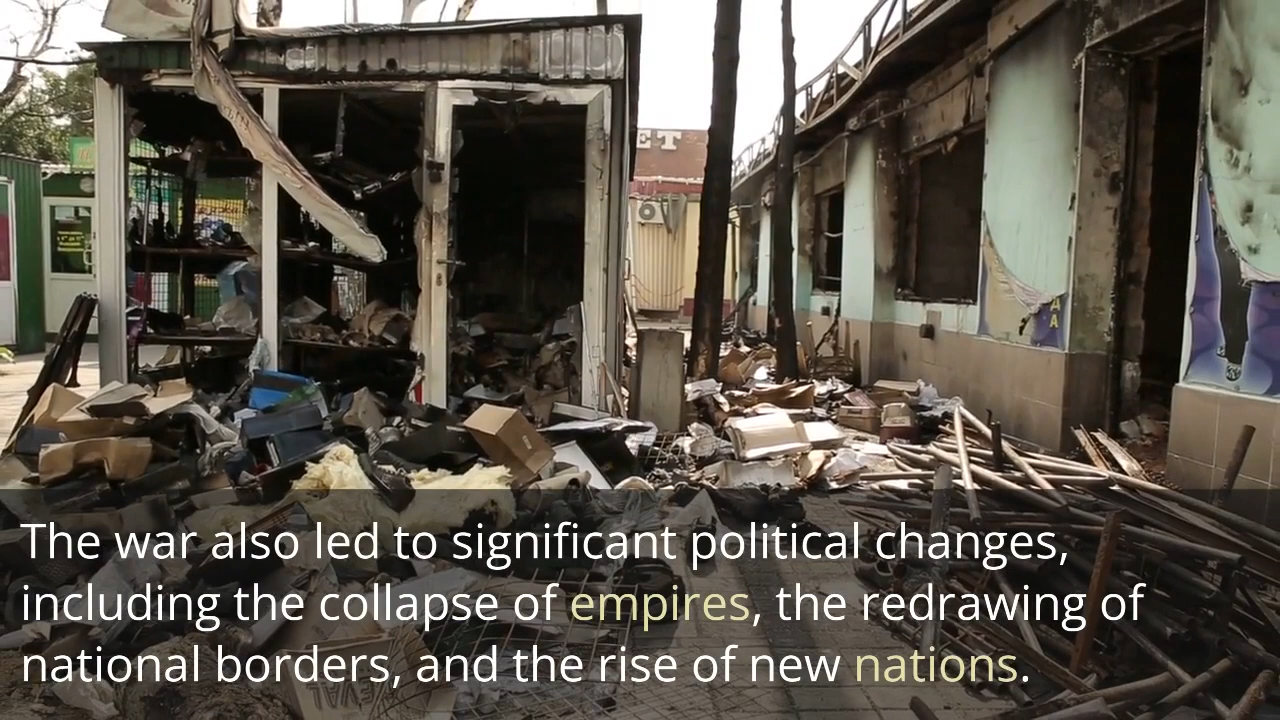 ET
The war also led to significant political changes,
including the collapse of empires, the redrawing of
national borders, and the rise of new nations.